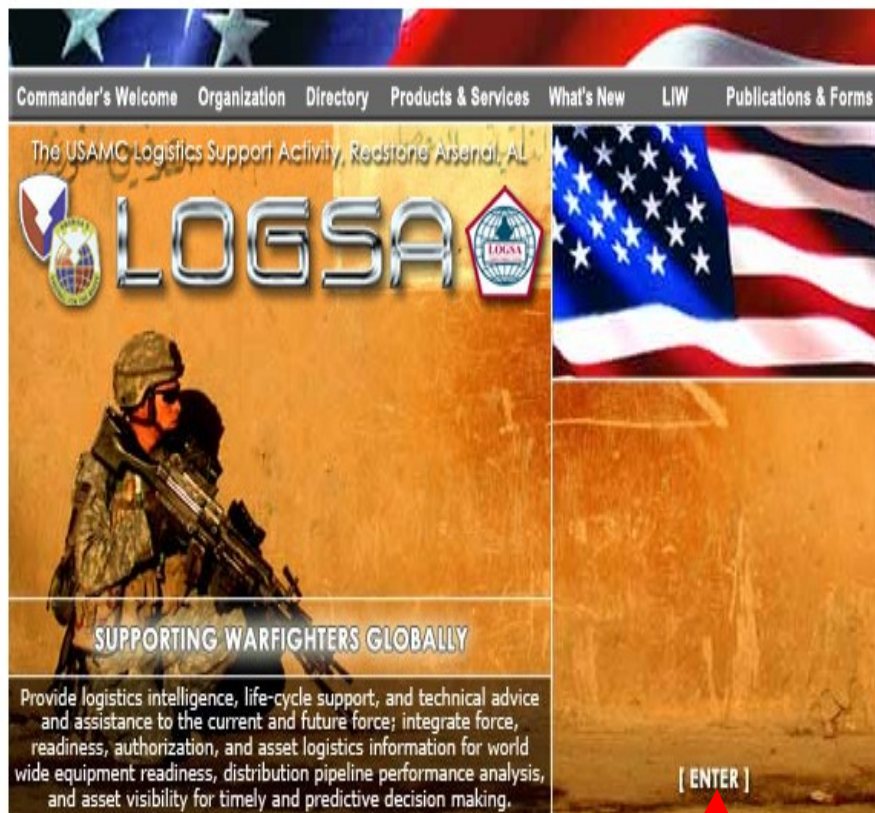 Commander's Welcome Organization Directory Products & Services What's New LIW Publications & Forms
The USAMC Logistics Support Activity, Redstone Arsenal, AL
LOGSA
LOGSA
SUPPORTING WARFIGHTERS GLOBALLY
Provide logistics intelligence, life-cycle support, and technical advice
and assistance to the current and future force; integrate force,
readiness, authorization, and asset logistics information for world
wide equipment readiness, distribution pipeline performance analysis,
and asset visibility for timely and predictive decision making.
[ ENTER ]